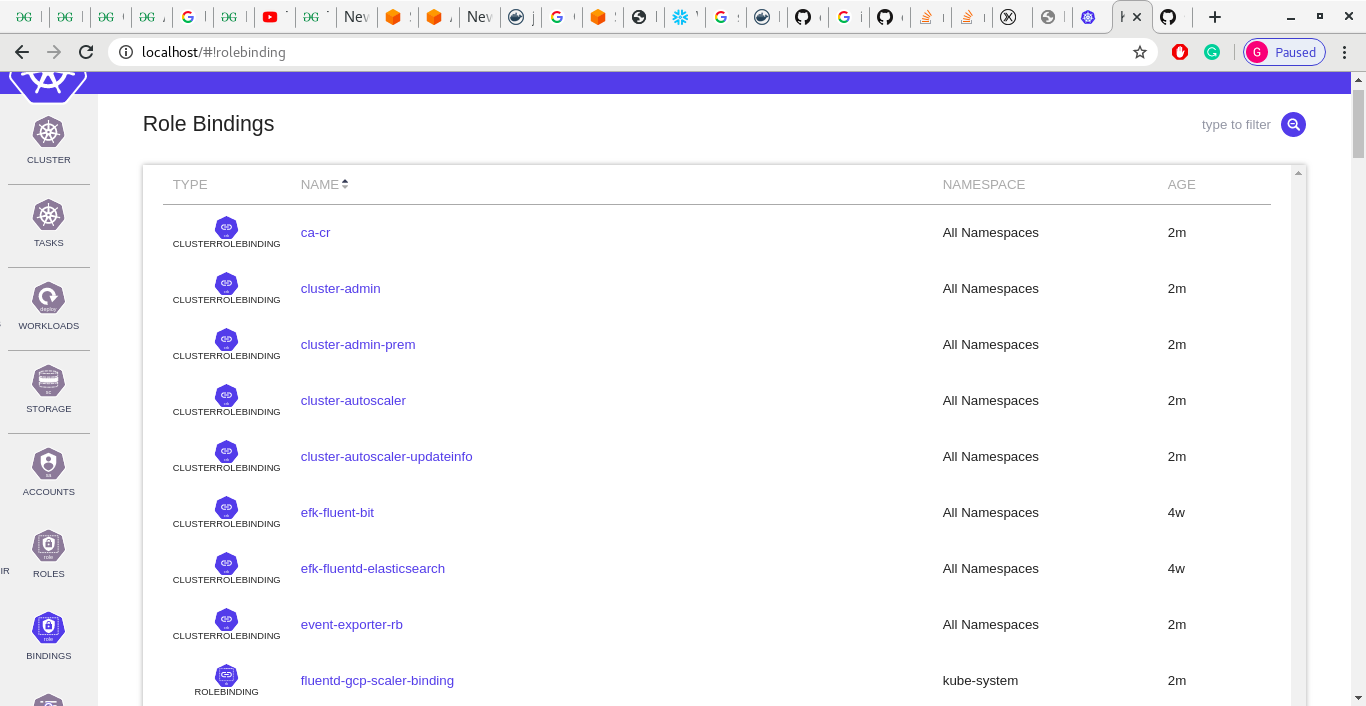 New
New
localhost/#!rolebinding
G
Paused
CLUSTER
TASKS
WORKLOADS
STORAGE
ACCOUNTS
IR
ROLES
BINDINGS
Role Bindings
type to filter
TYPE NAME NAMESPACE AGE
CLUSTERROLEBINDING ca-cr All Namespaces 2m
CLUSTERROLEBINDING cluster-admin All Namespaces 2m
CLUSTERROLEBINDING cluster-admin-prem All Namespaces 2m
CLUSTERROLEBINDING cluster-autoscaler All Namespaces 2m
CLUSTERROLEBINDING cluster-autoscaler-updateinfo All Namespaces 2m
CLUSTERROLEBINDING efk-fluent-bit All Namespaces 4w
CLUSTERROLEBINDING efk-fluentd-elasticsearch All Namespaces 4w
CLUSTERROLEBINDING event-exporter-rb All Namespaces 2m
ROLEBINDING fluentd-gcp-scaler-binding kube-system 2m